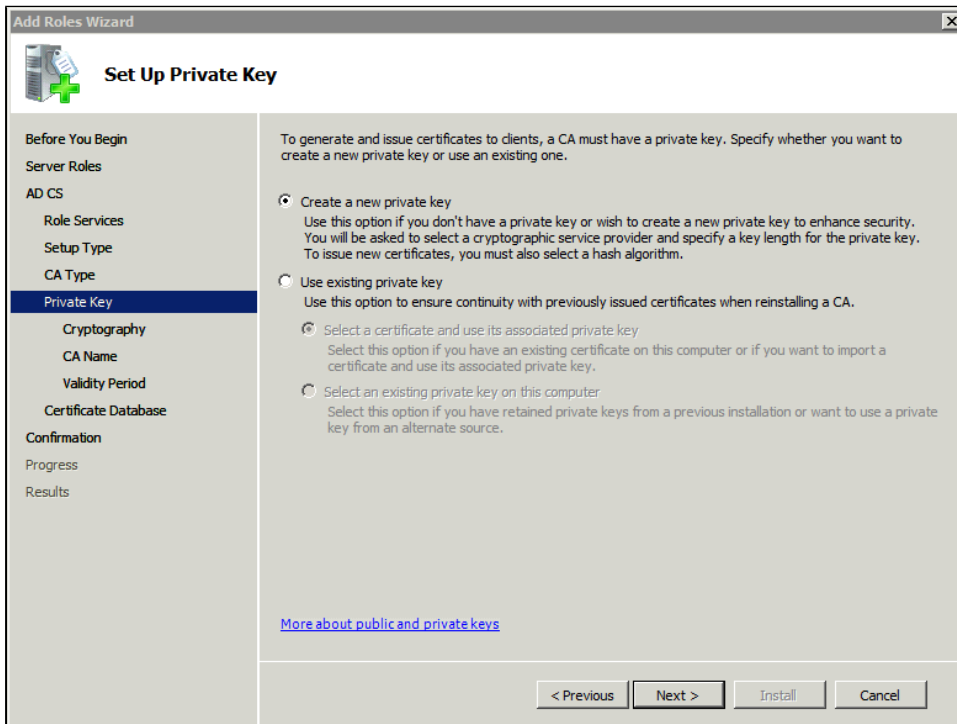 Add Roles Wizard
Set Up Private Key
Before You Begin
Server Roles
AD CS
Role Services
Setup Type
CA Type
Private Key
Cryptography
CA Name
Validity Period
Certificate Database
Confirmation
Progress
Results
To generate and issue certificates to clients, a CA must have a private key. Specify whether you want to
create a new private key or use an existing one.
Create a new private key
Use this option if you don't have a private key or wish to create a new private key to enhance security.
You will be asked to select a cryptographic service provider and specify a key length for the private key.
To issue new certificates, you must also select a hash algorithm.
Use existing private key
Use this option to ensure continuity with previously issued certificates when reinstalling a CA.
Select a certificate and use its associated private key
Select this option if you have an existing certificate on this computer or if you want to import a
certificate and use its associated private key.
Select an existing private key on this computer
Select this option if you have retained private keys from a previous installation or want to use a private
key from an alternate source.
More about public and private keys
< Previous
Next >
Install
Cancel